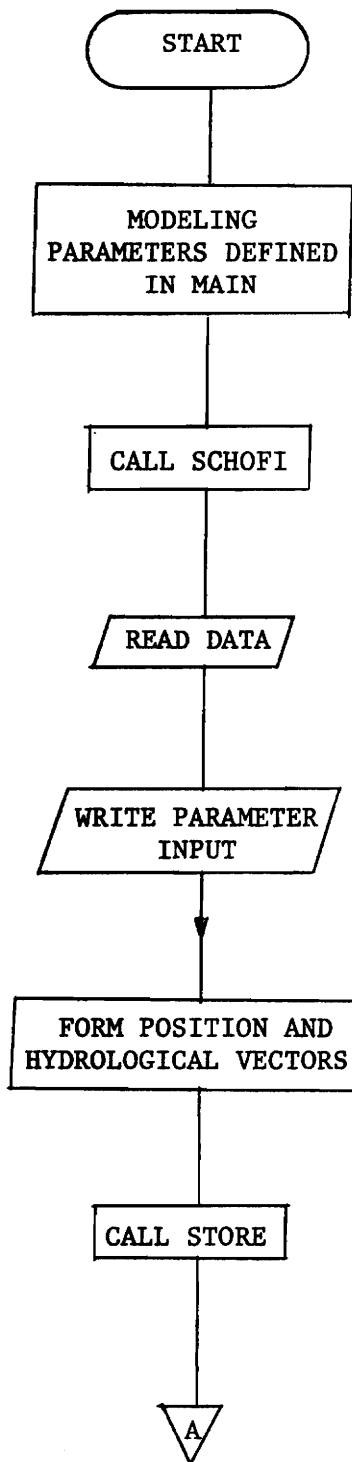 START
MODELING
PARAMETERS DEFINED
IN MAIN
CALL SCHOFI
READ DATA
WRITE PARAMETER
INPUT
FORM POSITION AND
HYDROLOGICAL VECTORS
CALL STORE
A